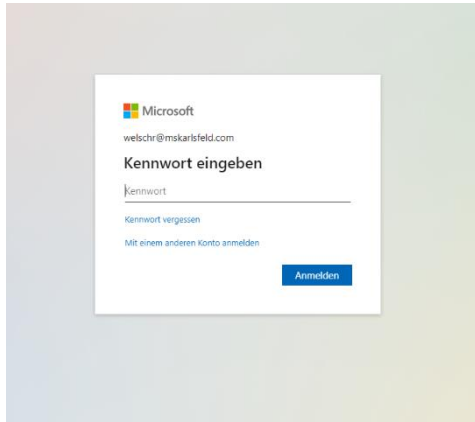 Microsoft
welschr@mskarlsfeld.com
Kennwort eingeben
Kennwort
Kennwort vergessen
Mit einem anderen Konto anmelden
Anmelden